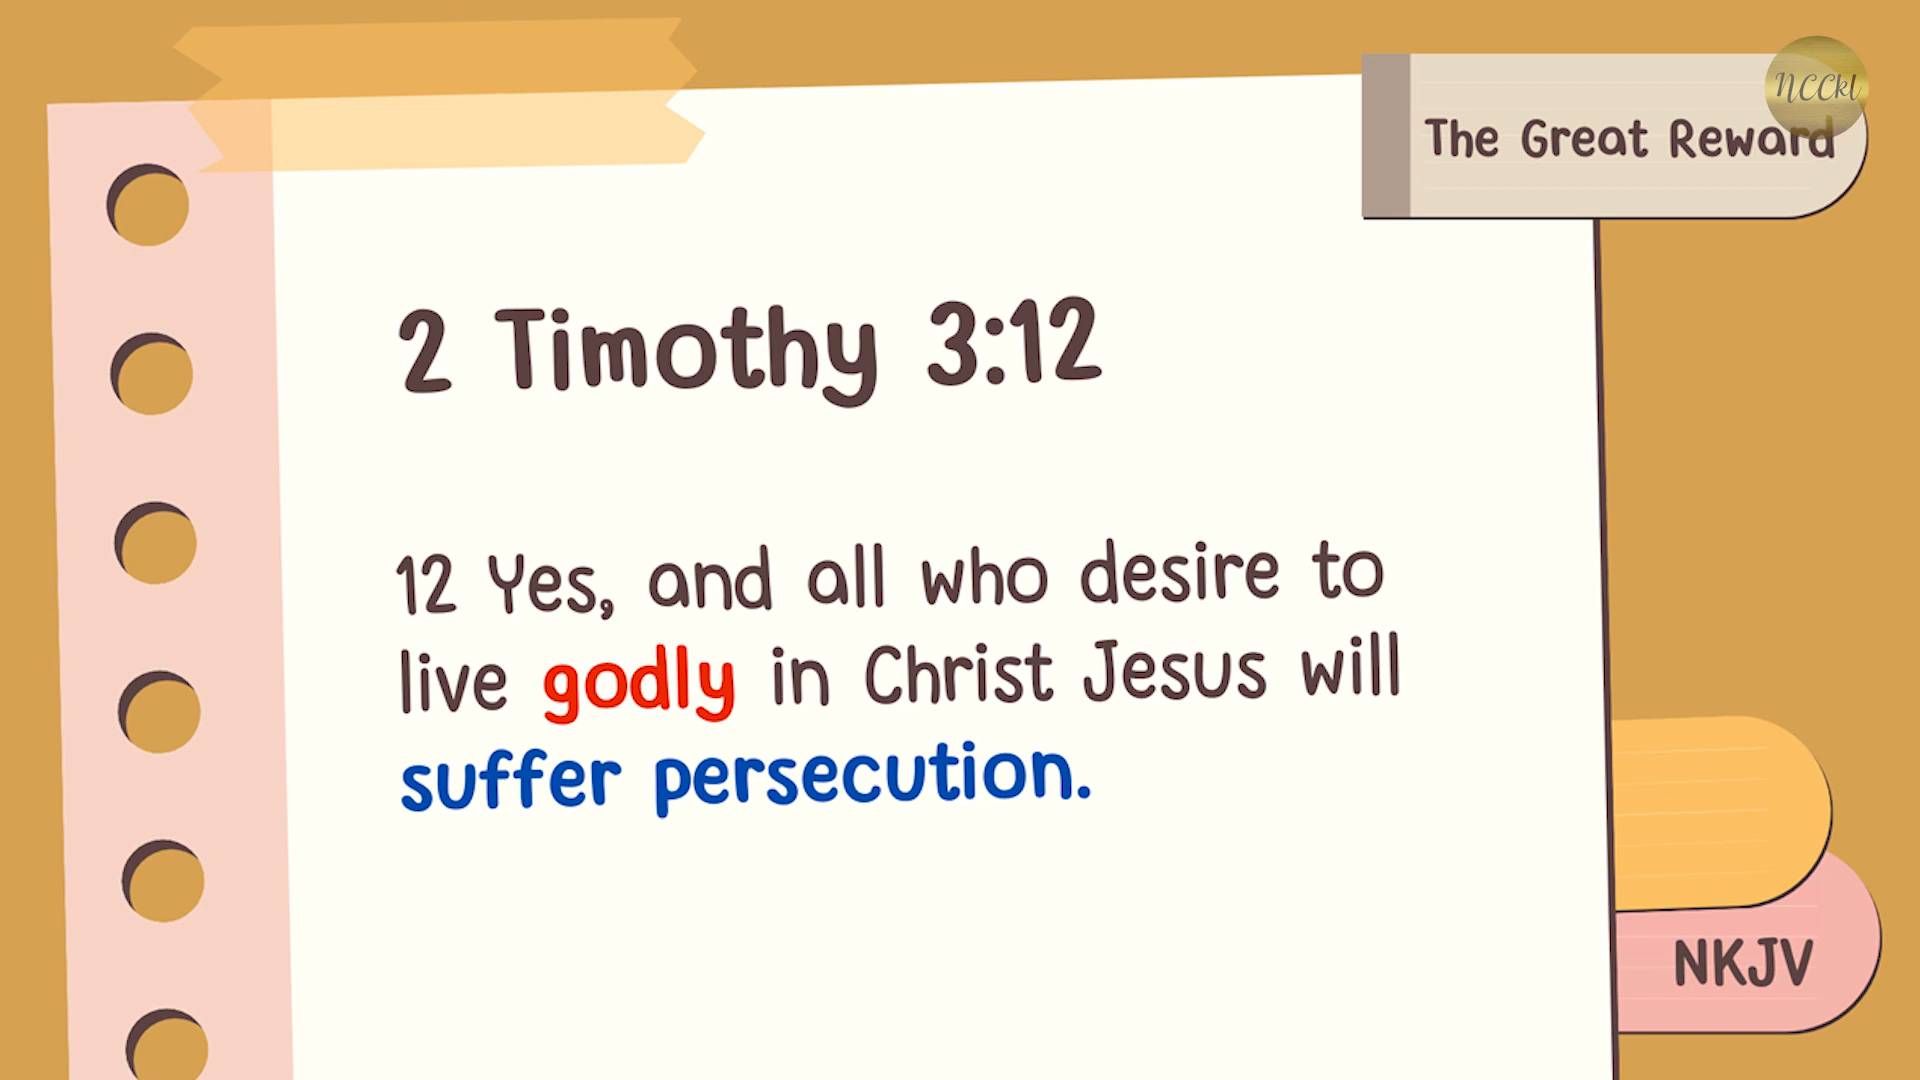 NCCkl
The Great Reward
2 Timothy 3:12
12 Yes, and all who desire to
live godly in Christ Jesus will
suffer persecution.
NKJV